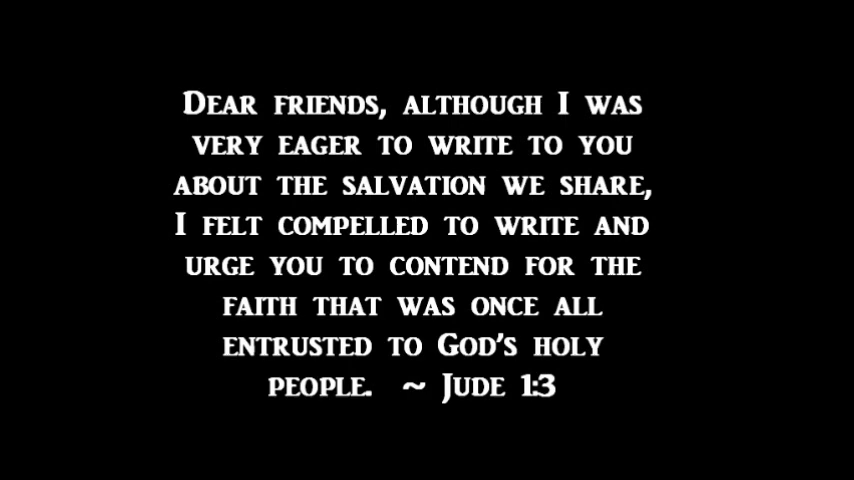 Dear friends, although I was
very eager to write to you
about the salvation we share,
I felt compelled to write and
urge you to contend for the
faith that was once all
entrusted to God's holy
people. ~ Jude 1:3